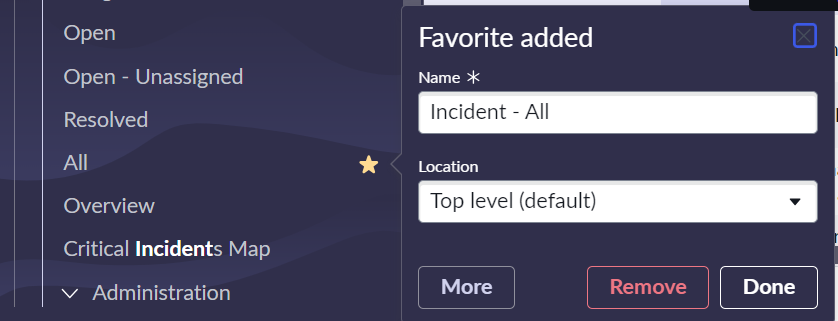 Open
Open - Unassigned
Resolved
All
Overview
Critical Incidents Map
Administration
Favorite added
Name *
Incident - All
Location
Top level (default)
More
Remove
Done